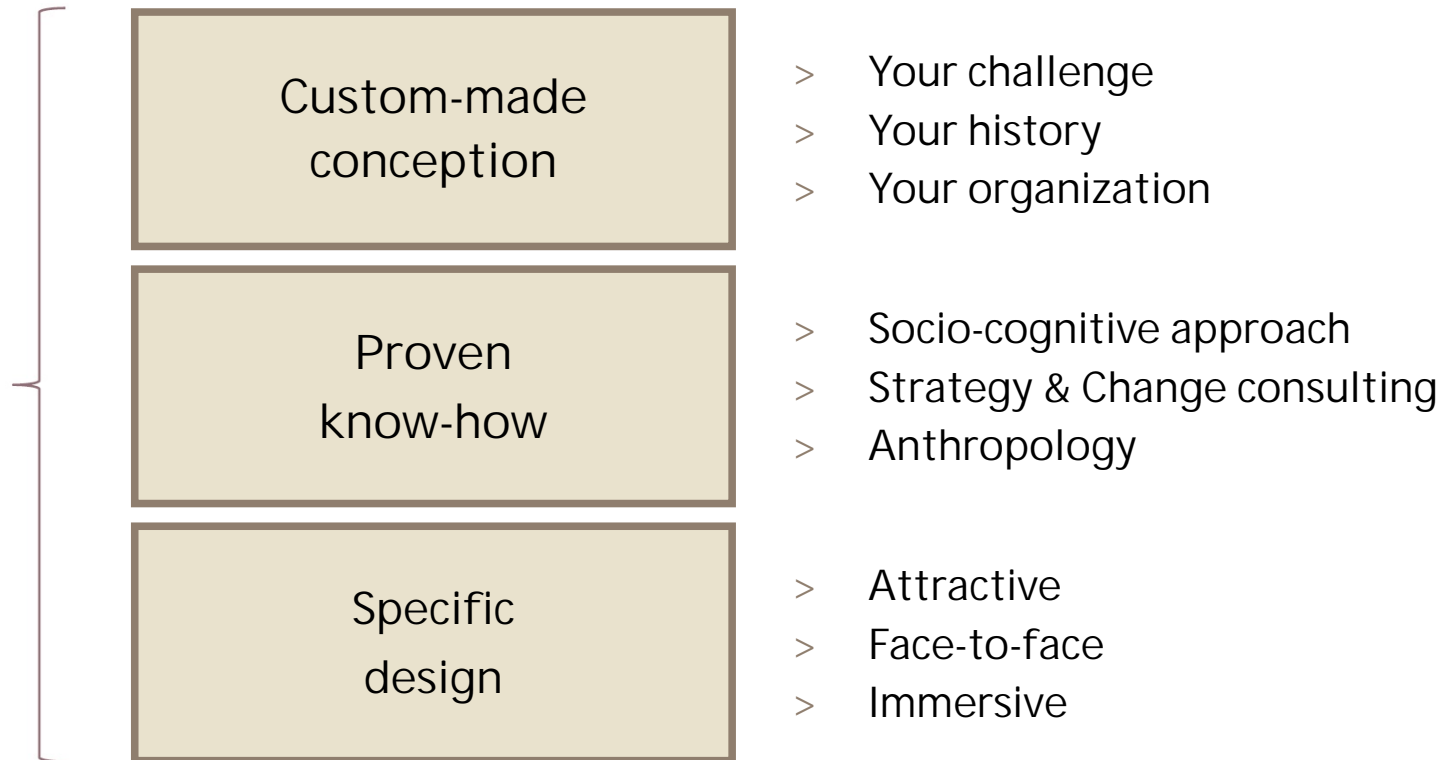 Custom-made
conception
> Your challenge
> Your history
> Your organization
Proven
know-how
> Socio-cognitive approach
> Strategy & Change consulting
> Anthropology
Specific
design
> Attractive
> Face-to-face
> Immersive